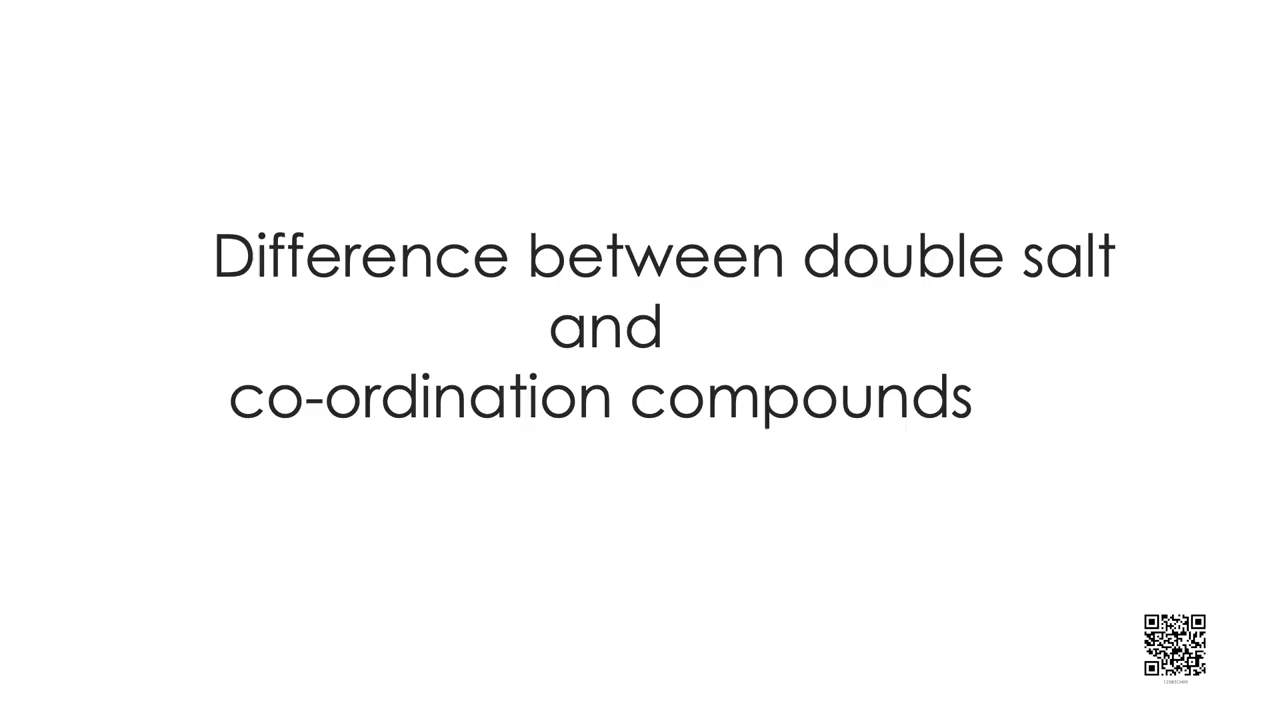 Difference between double salt
and
co-ordination compounds